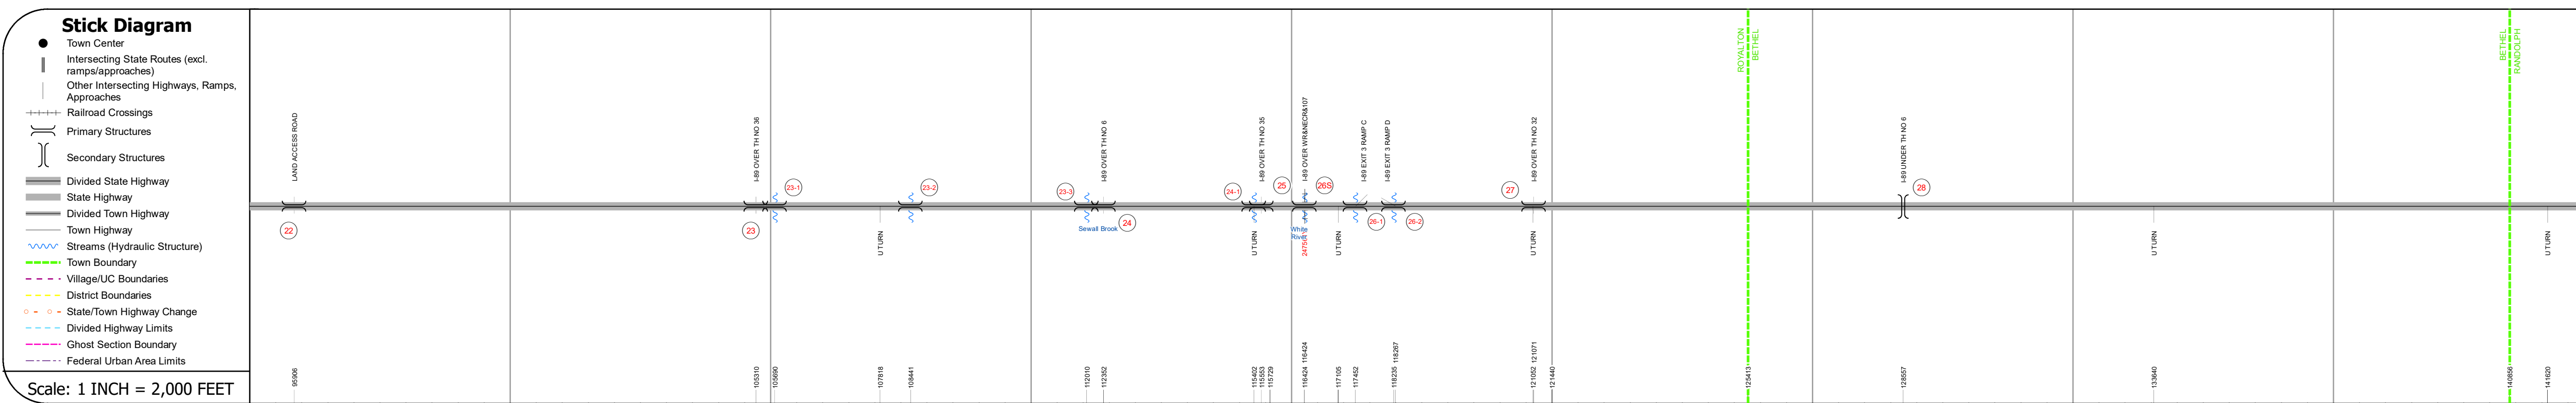 Stick Diagram
Town Center
Intersecting State Routes (excl.
ramps/approaches)
Other Intersecting Highways, Ramps,
Approaches
Railroad Crossings
Primary Structures
Secondary Structures
Divided State Highway
State Highway
Divided Town Highway
Town Highway
Streams (Hydraulic Structure)
Town Boundary
Village/UC Boundaries
District Boundaries
State/Town Highway Change
Divided Highway Limits
Ghost Section Boundary
Federal Urban Area Limits
Scale: 1 INCH = 2,000 FEET
ROYALTON
BETHEL
BETHEL
RANDOLPH
LAND ACCESS ROAD
I-89 OVER TH NO 36
I-89 OVER TH NO 6
I-89 OVER TH NO 35
I-89 OVER WR&NECR&107
I-89 EXIT 3 RAMP C
I-89 EXIT 3 RAMP D
I-89 OVER TH NO 32
I-89 UNDER TH NO 6
22
23
23-1
23-2
23-3
24
24-1
25
26S
26-1
26-2
27
28
U TURN
Sewall Brook
U TURN
White
River
U TURN
U TURN
U TURN
U TURN
95906
105310
105690
107818
108441
112010
112352
115402
115553
115729
116424
116424
117105
117452
118235
118267
121052
121071
121440
125413
128557
133640
140856
141620